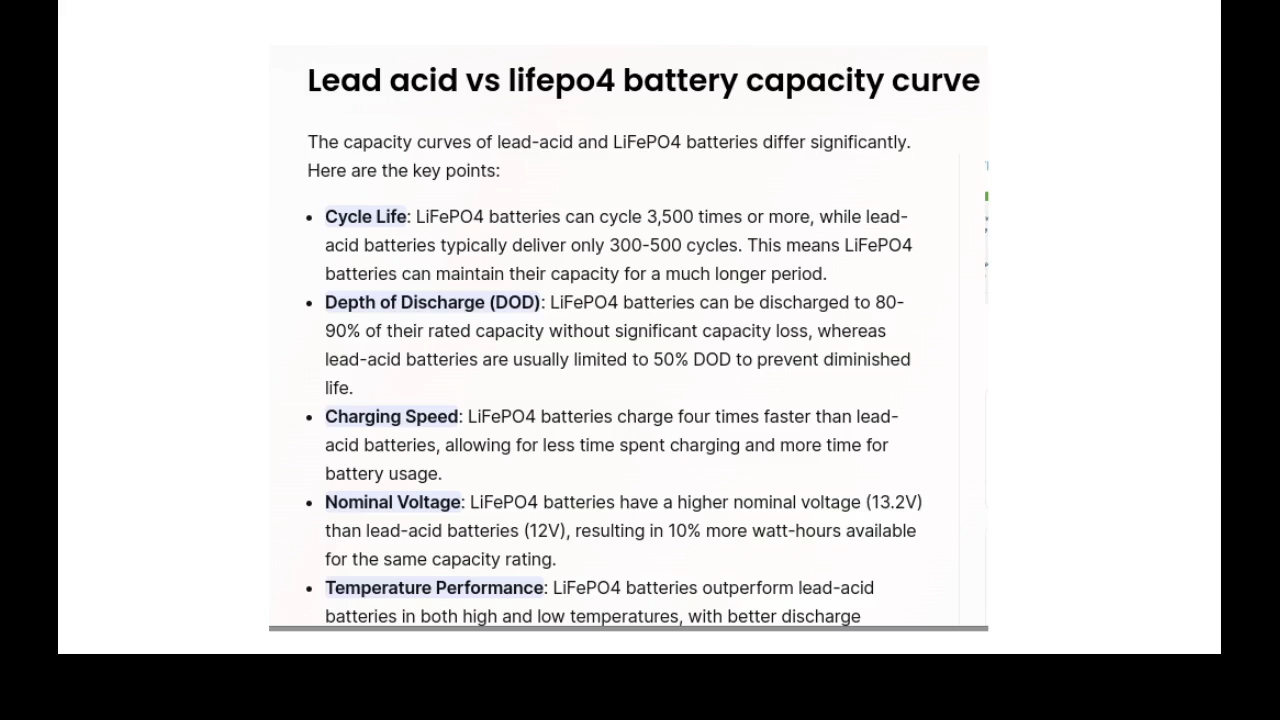 Lead acid vs lifepo4 battery capacity curve
The capacity curves of lead-acid and LiFePO4 batteries differ significantly.
Here are the key points:
• Cycle Life: LiFePO4 batteries can cycle 3,500 times or more, while lead-
acid batteries typically deliver only 300-500 cycles. This means LiFePO4
batteries can maintain their capacity for a much longer period.
• Depth of Discharge (DOD): LiFePO4 batteries can be discharged to 80-
90% of their rated capacity without significant capacity loss, whereas
lead-acid batteries are usually limited to 50% DOD to prevent diminished
life.
• Charging Speed: LiFePO4 batteries charge four times faster than lead-
acid batteries, allowing for less time spent charging and more time for
battery usage.
• Nominal Voltage: LiFePO4 batteries have a higher nominal voltage (13.2V)
than lead-acid batteries (12V), resulting in 10% more watt-hours available
for the same capacity rating.
• Temperature Performance: LiFePO4 batteries outperform lead-acid
batteries in both high and low temperatures, with better discharge